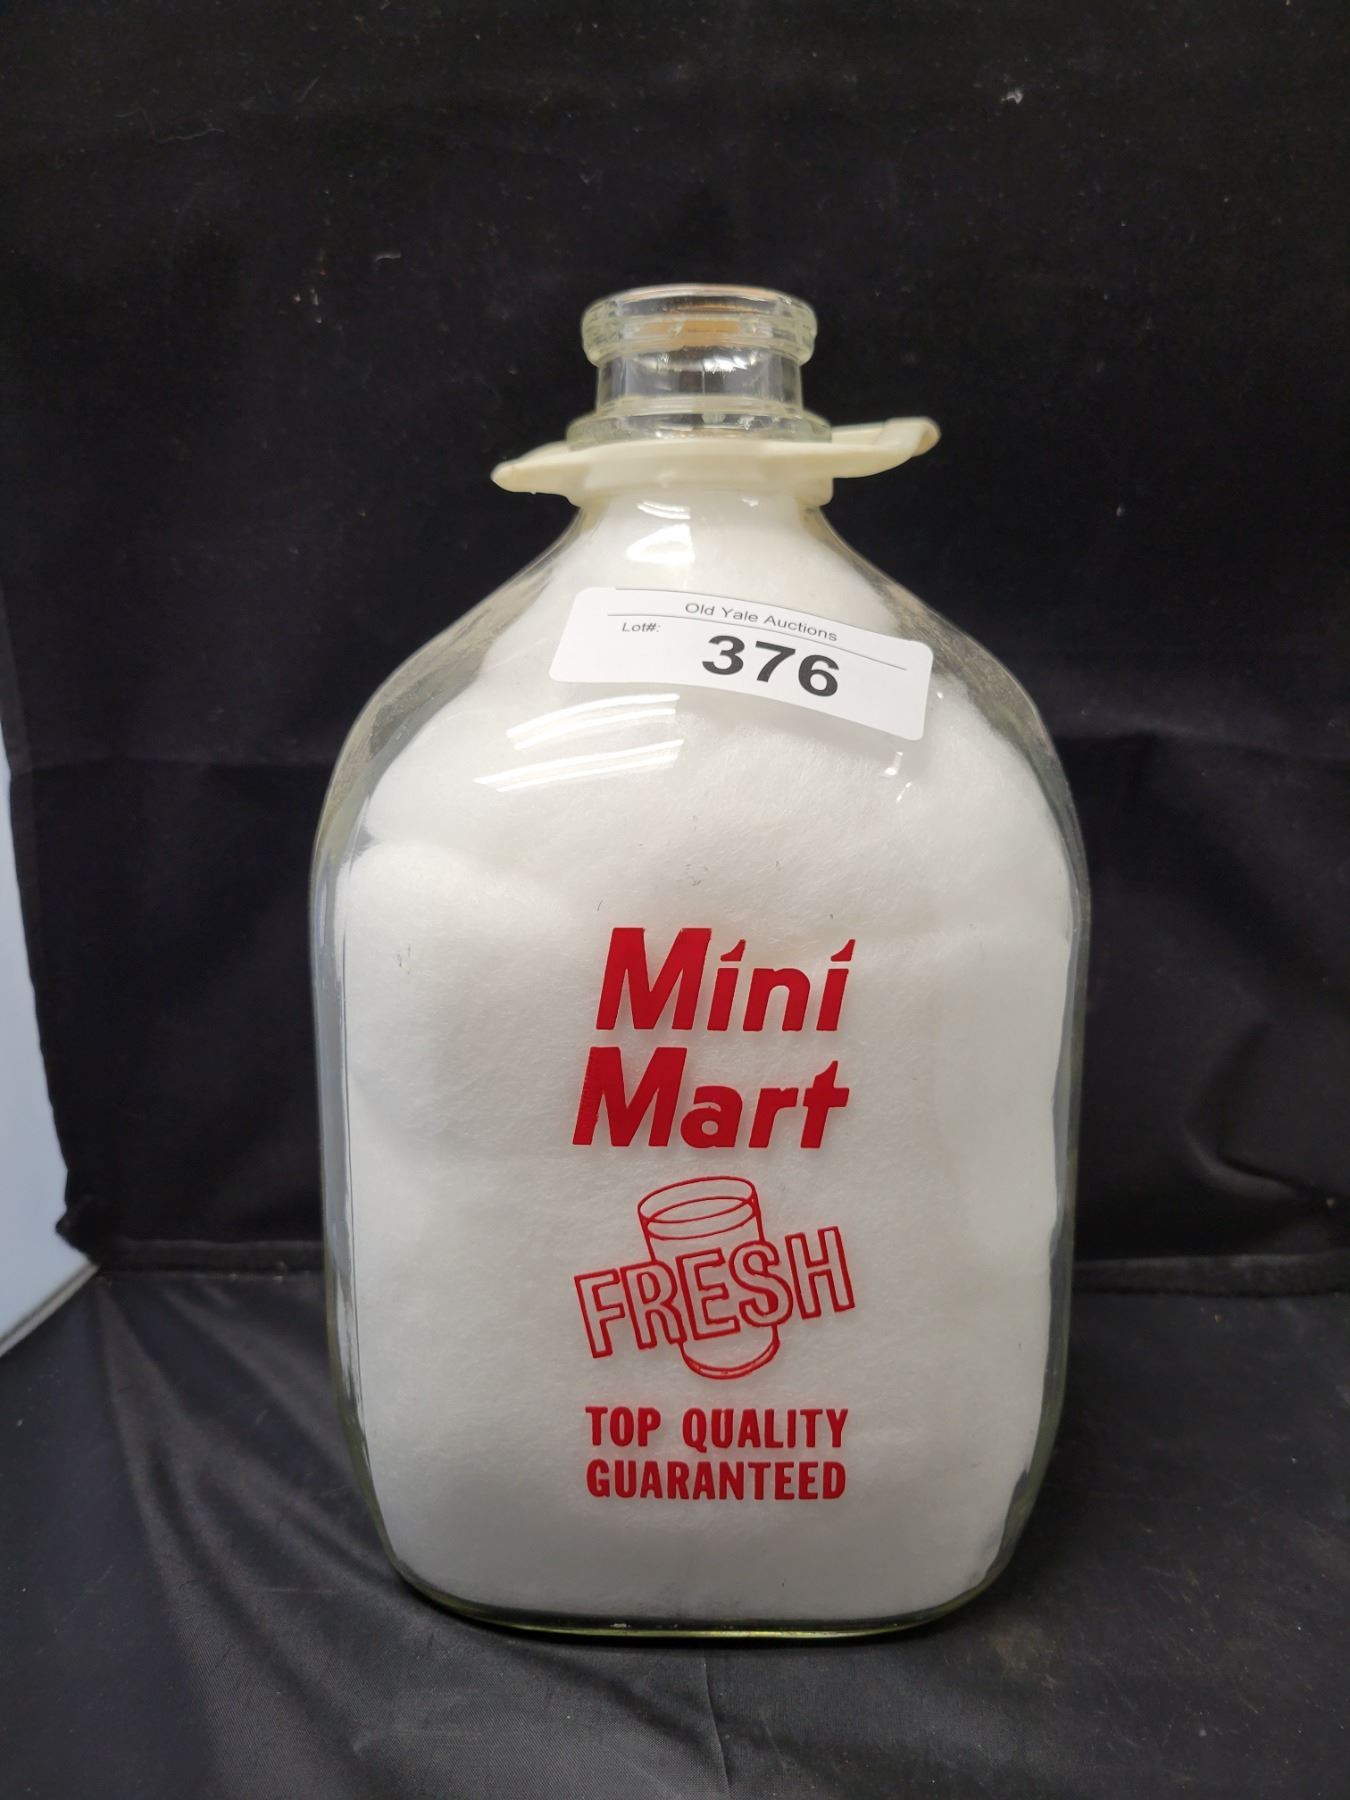 Old Yale Auctions
Lot#: 376
Mini
Mart
FRESH
TOP QUALITY
GUARANTEED